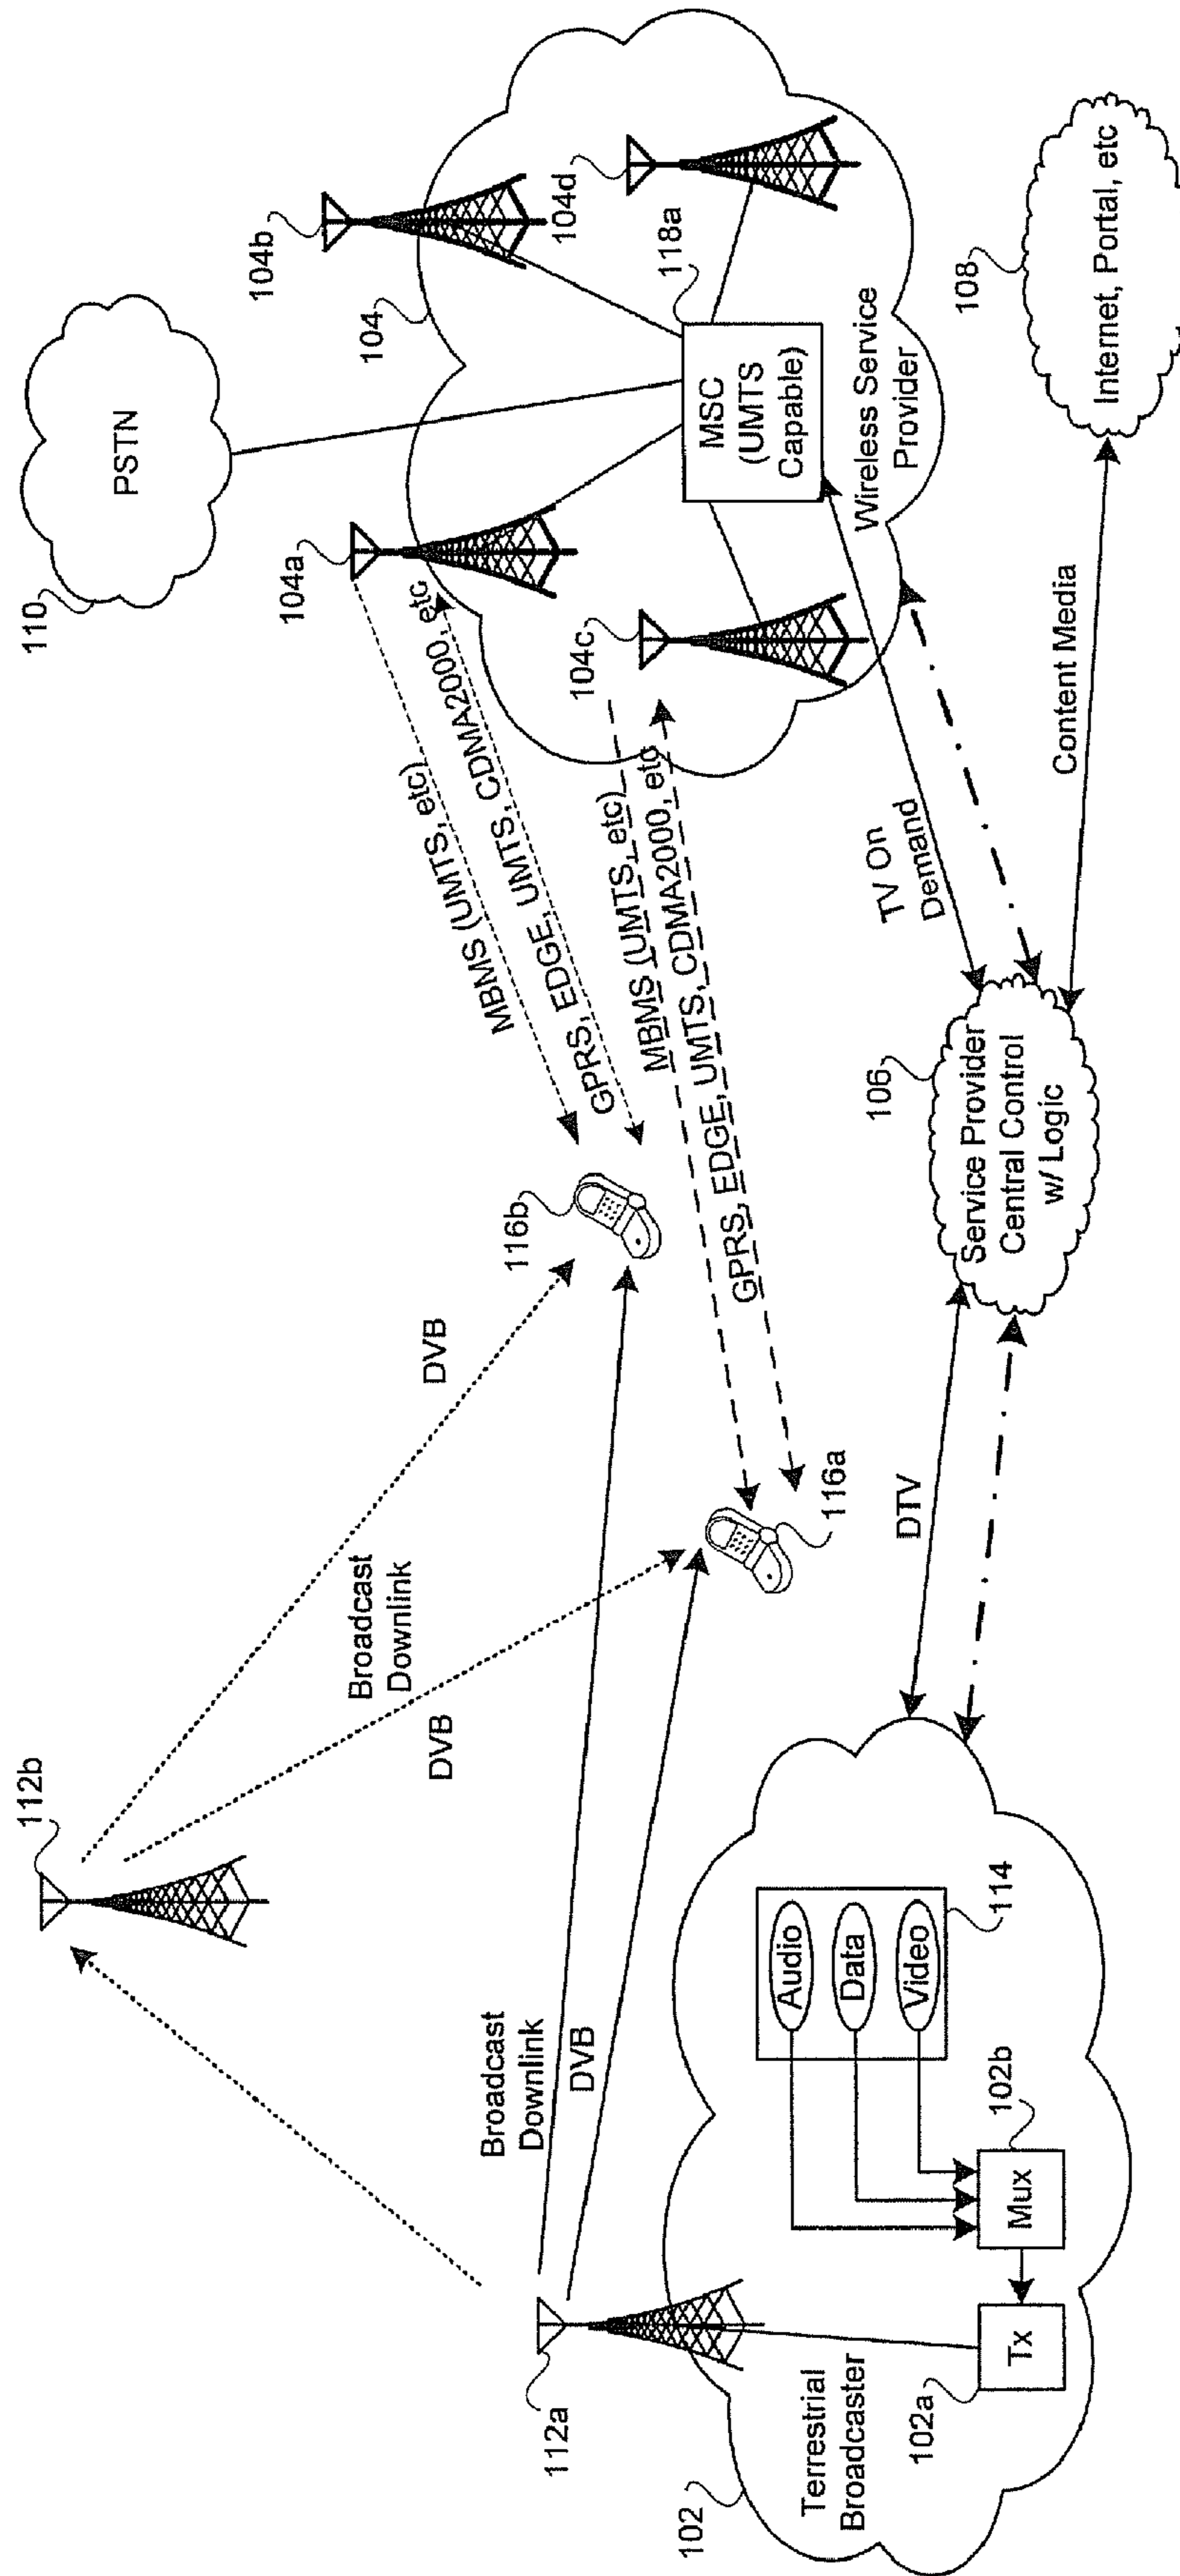 110
PSTN
104b
104
104a
104d
118a
MSC
(UMTS
Capable)
104c
Wireless Service
Provider
108
Internet, Portal, etc
MBMS (UMTS, etc)
GPRS, EDGE, UMTS, CDMA2000, etc
MBMS (UMTS, etc)
GPRS, EDGE, UMTS, CDMA2000, etc
TV On
Demand
Content Media
116b
116a
106
Service Provider
Central Control
w/ Logic
DVB
Broadcast
Downlink
DVB
DTV
112b
Broadcast
Downlink
DVB
112a
114
Audio
Data
Video
102b
Mux
Tx
102a
Terrestrial
Broadcaster
102